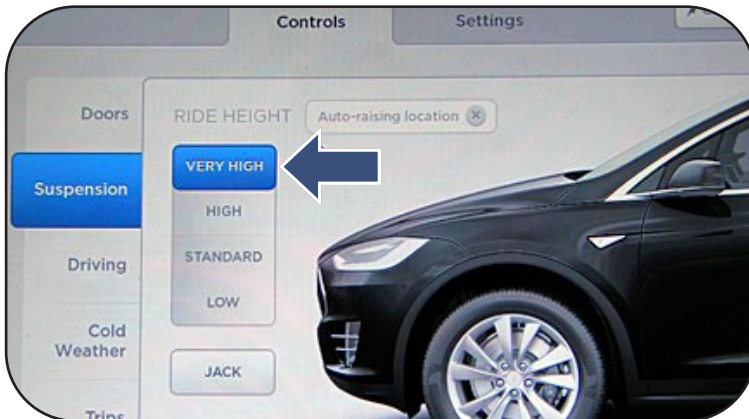 Controls
Settings
Doors
Suspension
Driving
Cold
Weather
Trips
RIDE HEIGHT
Auto-raising location
VERY HIGH
HIGH
STANDARD
LOW
JACK